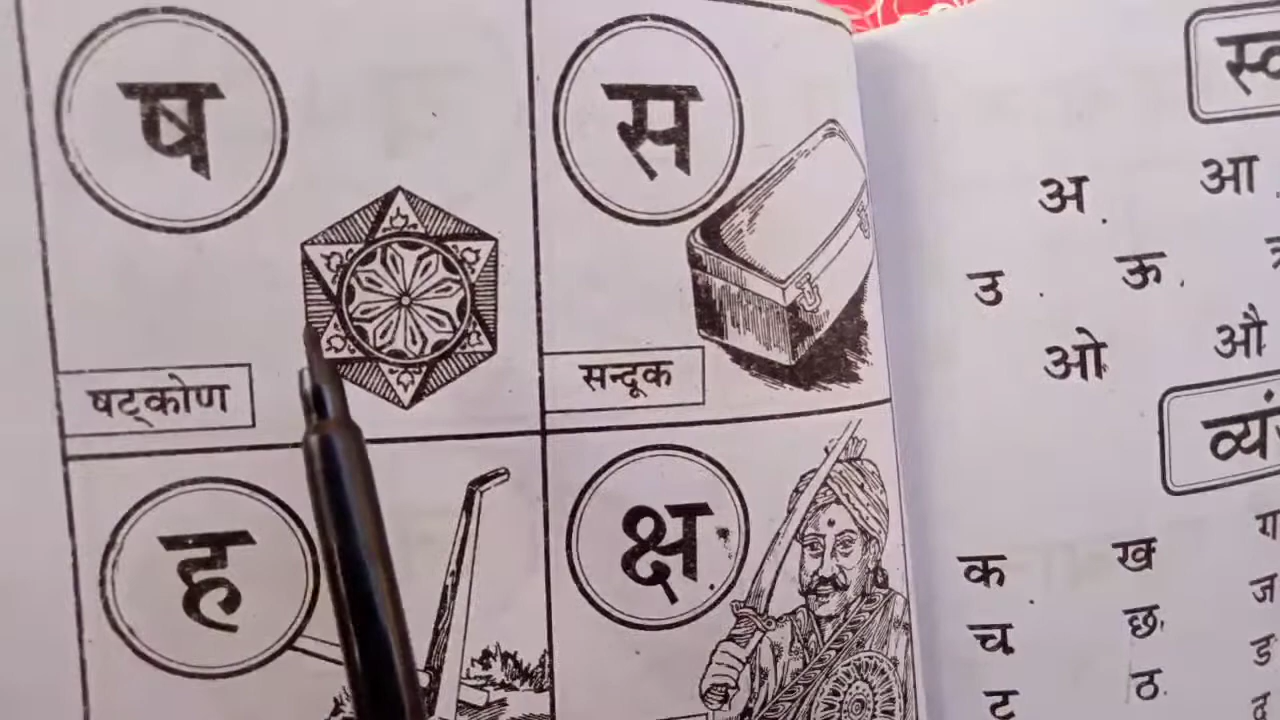 ष
स
षट्कोण
सन्दूक
ह
क्ष
अ
आ
उ
ऊ
ओ
औ
क
ख
ग
च
छ
ज
ट
ठ